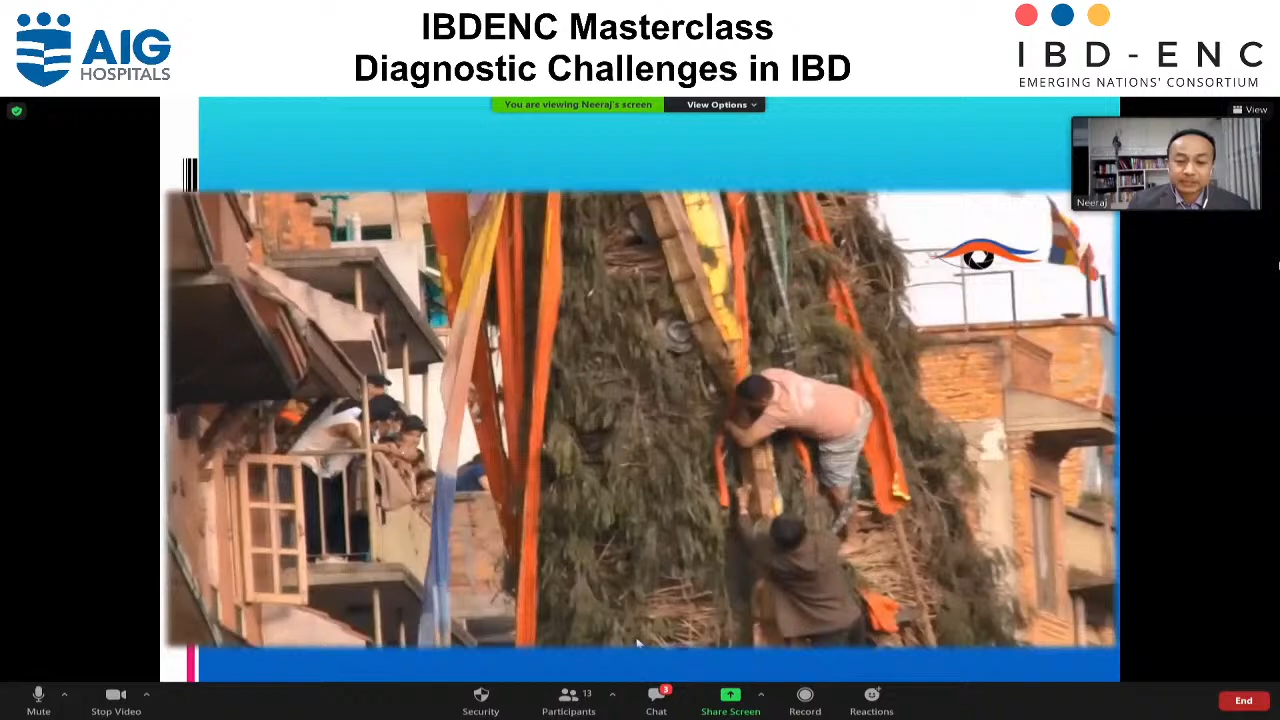 AIG
HOSPITALS
IBDENC Masterclass
Diagnostic Challenges in IBD
IBD-ENC
EMERGING NATIONS' CONSORTIUM
You are viewing Neeraj's screen
View Options
View
Neeraj
Mute
Stop Video
Security
Participants
13
Chat
3
Share Screen
Record
Reactions
End